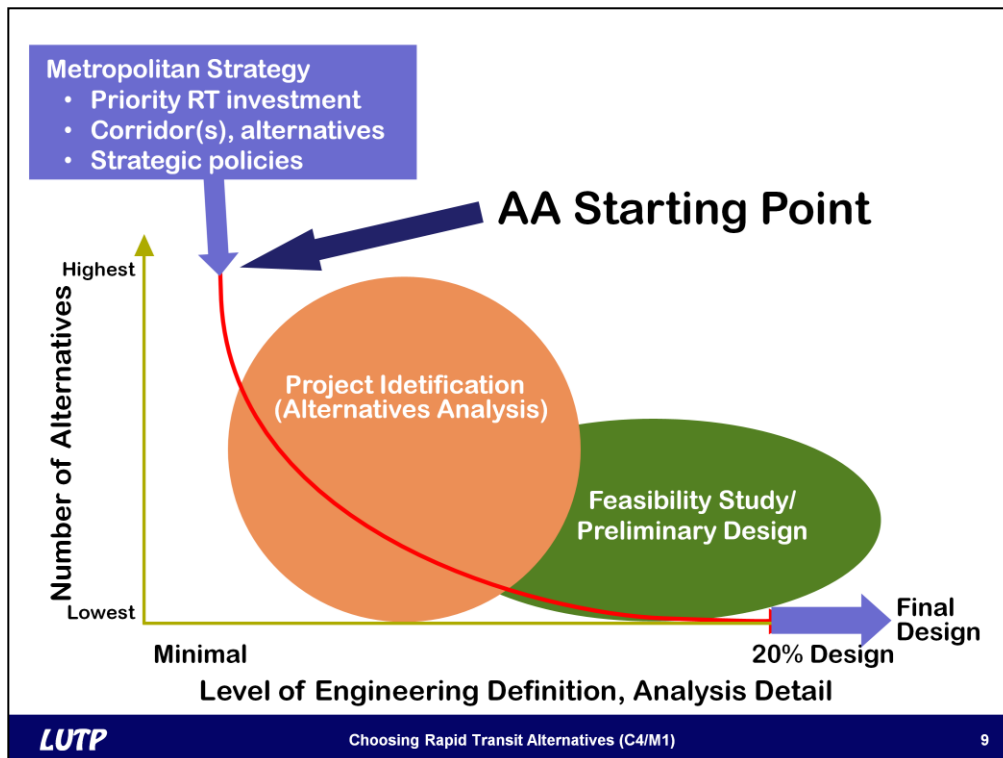 Metropolitan Strategy
• Priority RT investment
• Corridor(s), alternatives
• Strategic policies
AA Starting Point
Highest
Number of Alternatives
Project Idetification
(Alternatives Analysis)
Feasibility Study/
Preliminary Design
Lowest
Final
Design
Minimal
20% Design
Level of Engineering Definition, Analysis Detail
LUTP
Choosing Rapid Transit Alternatives (C4/M1)
9